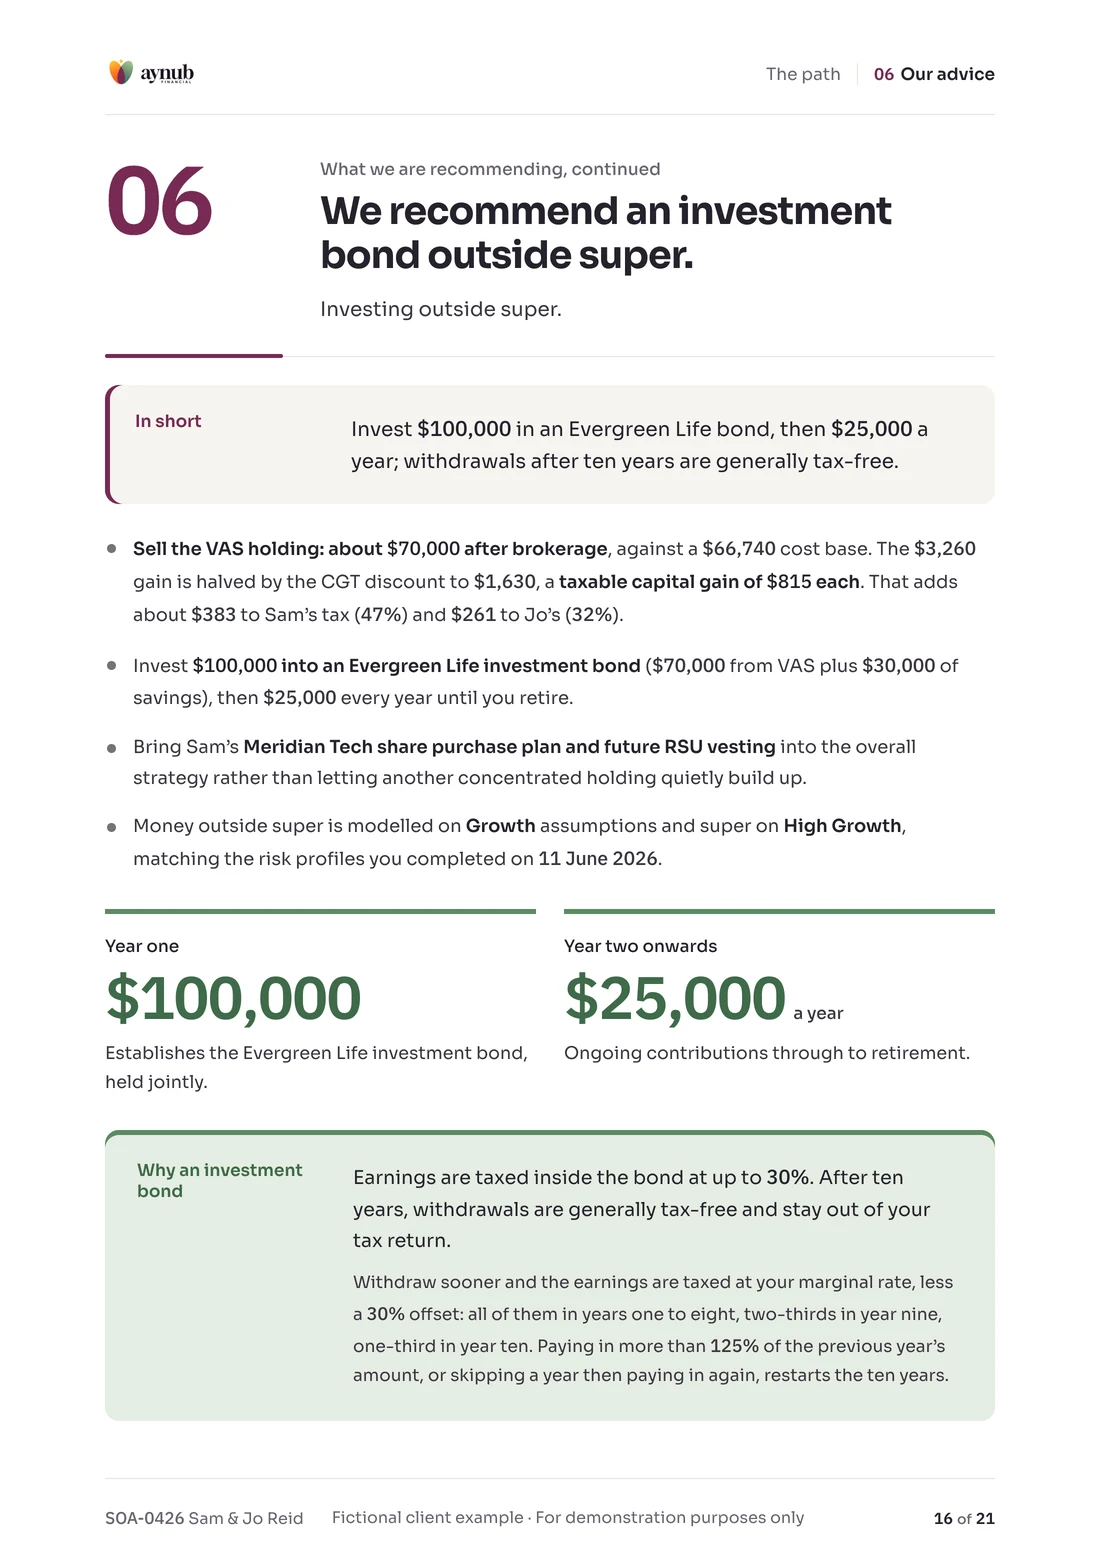 aynub
FINANCIAL
The path
06 Our advice
06
What we are recommending, continued
We recommend an investment
bond outside super.
Investing outside super.
In short
Invest $100,000 in an Evergreen Life bond, then $25,000 a
year; withdrawals after ten years are generally tax-free.
Sell the VAS holding: about $70,000 after brokerage, against a $66,740 cost base. The $3,260
gain is halved by the CGT discount to $1,630, a taxable capital gain of $815 each. That adds
about $383 to Sam’s tax (47%) and $261 to Jo’s (32%).
Invest $100,000 into an Evergreen Life investment bond ($70,000 from VAS plus $30,000 of
savings), then $25,000 every year until you retire.
Bring Sam’s Meridian Tech share purchase plan and future RSU vesting into the overall
strategy rather than letting another concentrated holding quietly build up.
Money outside super is modelled on Growth assumptions and super on High Growth,
matching the risk profiles you completed on 11 June 2026.
Year one
$100,000
Establishes the Evergreen Life investment bond,
held jointly.
Year two onwards
$25,000 a year
Ongoing contributions through to retirement.
Why an investment
bond
Earnings are taxed inside the bond at up to 30%. After ten
years, withdrawals are generally tax-free and stay out of your
tax return.
Withdraw sooner and the earnings are taxed at your marginal rate, less
a 30% offset: all of them in years one to eight, two-thirds in year nine,
one-third in year ten. Paying in more than 125% of the previous year’s
amount, or skipping a year then paying in again, restarts the ten years.
SOA-0426 Sam & Jo Reid
Fictional client example · For demonstration purposes only
16 of 21